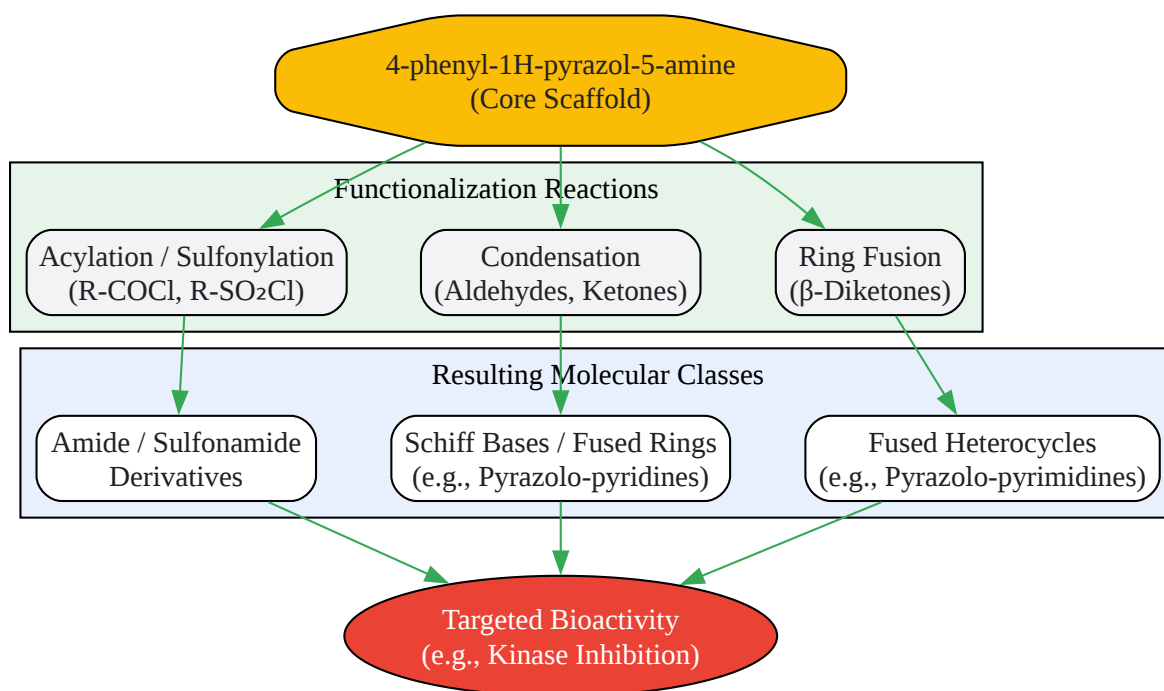 4-phenyl-1H-pyrazol-5-amine
(Core Scaffold)
Functionalization Reactions
Acylation / Sulfonylation
(R-COCl, R-SO₂Cl)
Condensation
(Aldehydes, Ketones)
Ring Fusion
(β-Diketones)
Resulting Molecular Classes
Amide / Sulfonamide
Derivatives
Schiff Bases / Fused Rings
(e.g., Pyrazolo-pyridines)
Fused Heterocycles
(e.g., Pyrazolo-pyrimidines)
Targeted Bioactivity
(e.g., Kinase Inhibition)